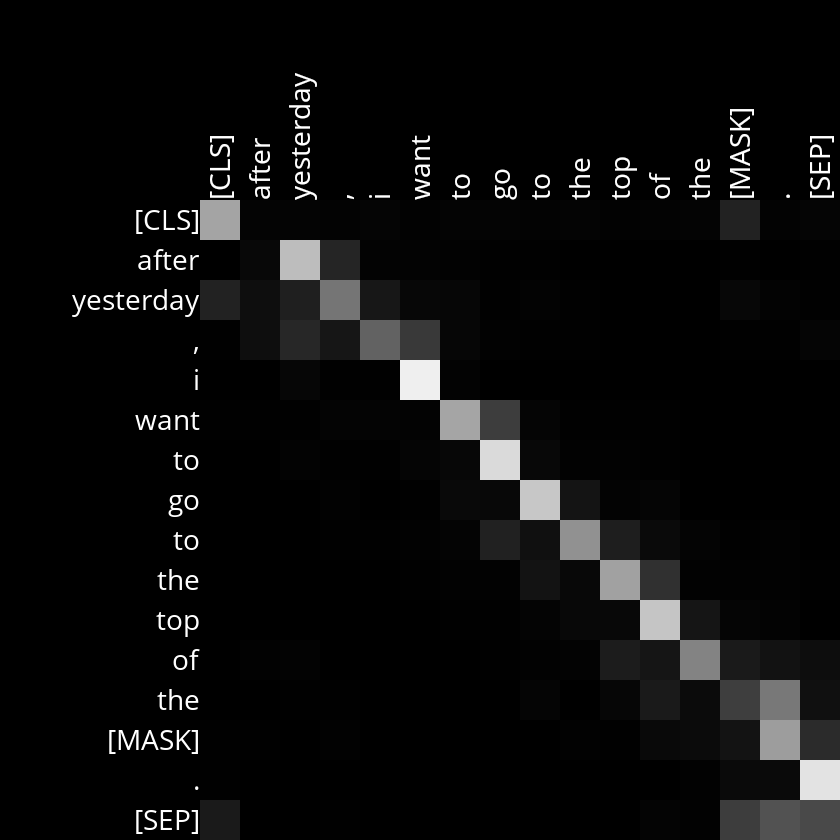 [CLS] after yesterday , i want to go to the top of the [MASK] . [SEP]
[CLS]
after
yesterday
,
i
want
to
go
to
the
top
of
the
[MASK]
.
[SEP]